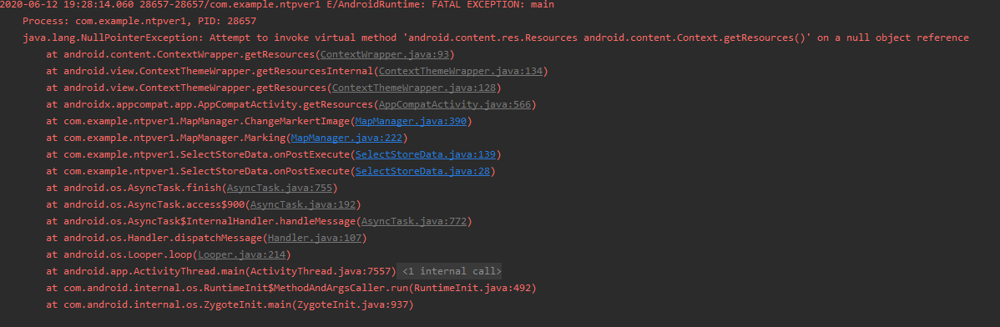 2020-06-12 19:28:14.060 28657-28657/com.example.ntpver1 E/AndroidRuntime: FATAL EXCEPTION: main
Process: com.example.ntpver1, PID: 28657
java.lang.NullPointerException: Attempt to invoke virtual method 'android.content.res.Resources android.content.Context.getResources()' on a null object reference
at android.content.ContextWrapper.getResources(ContextWrapper.java:93)
at android.view.ContextThemeWrapper.getResourcesInternal(ContextThemeWrapper.java:134)
at android.view.ContextThemeWrapper.getResources(ContextThemeWrapper.java:128)
at androidx.appcompat.app.AppCompatActivity.getResources(AppCompatActivity.java:566)
at com.example.ntpver1.MapManager.ChangeMarkertImage(MapManager.java:390)
at com.example.ntpver1.MapManager.Marking(MapManager.java:222)
at com.example.ntpver1.SelectStoreData.onPostExecute(SelectStoreData.java:139)
at com.example.ntpver1.SelectStoreData.onPostExecute(SelectStoreData.java:28)
at android.os.AsyncTask.finish(AsyncTask.java:755)
at android.os.AsyncTask.access$900(AsyncTask.java:192)
at android.os.AsyncTask$InternalHandler.handleMessage(AsyncTask.java:772)
at android.os.Handler.dispatchMessage(Handler.java:107)
at android.os.Looper.loop(Looper.java:214)
at android.app.ActivityThread.main(ActivityThread.java:7557) <1 internal call>
at com.android.internal.os.RuntimeInit$MethodAndArgsCaller.run(RuntimeInit.java:492)
at com.android.internal.os.ZygoteInit.main(ZygoteInit.java:937)